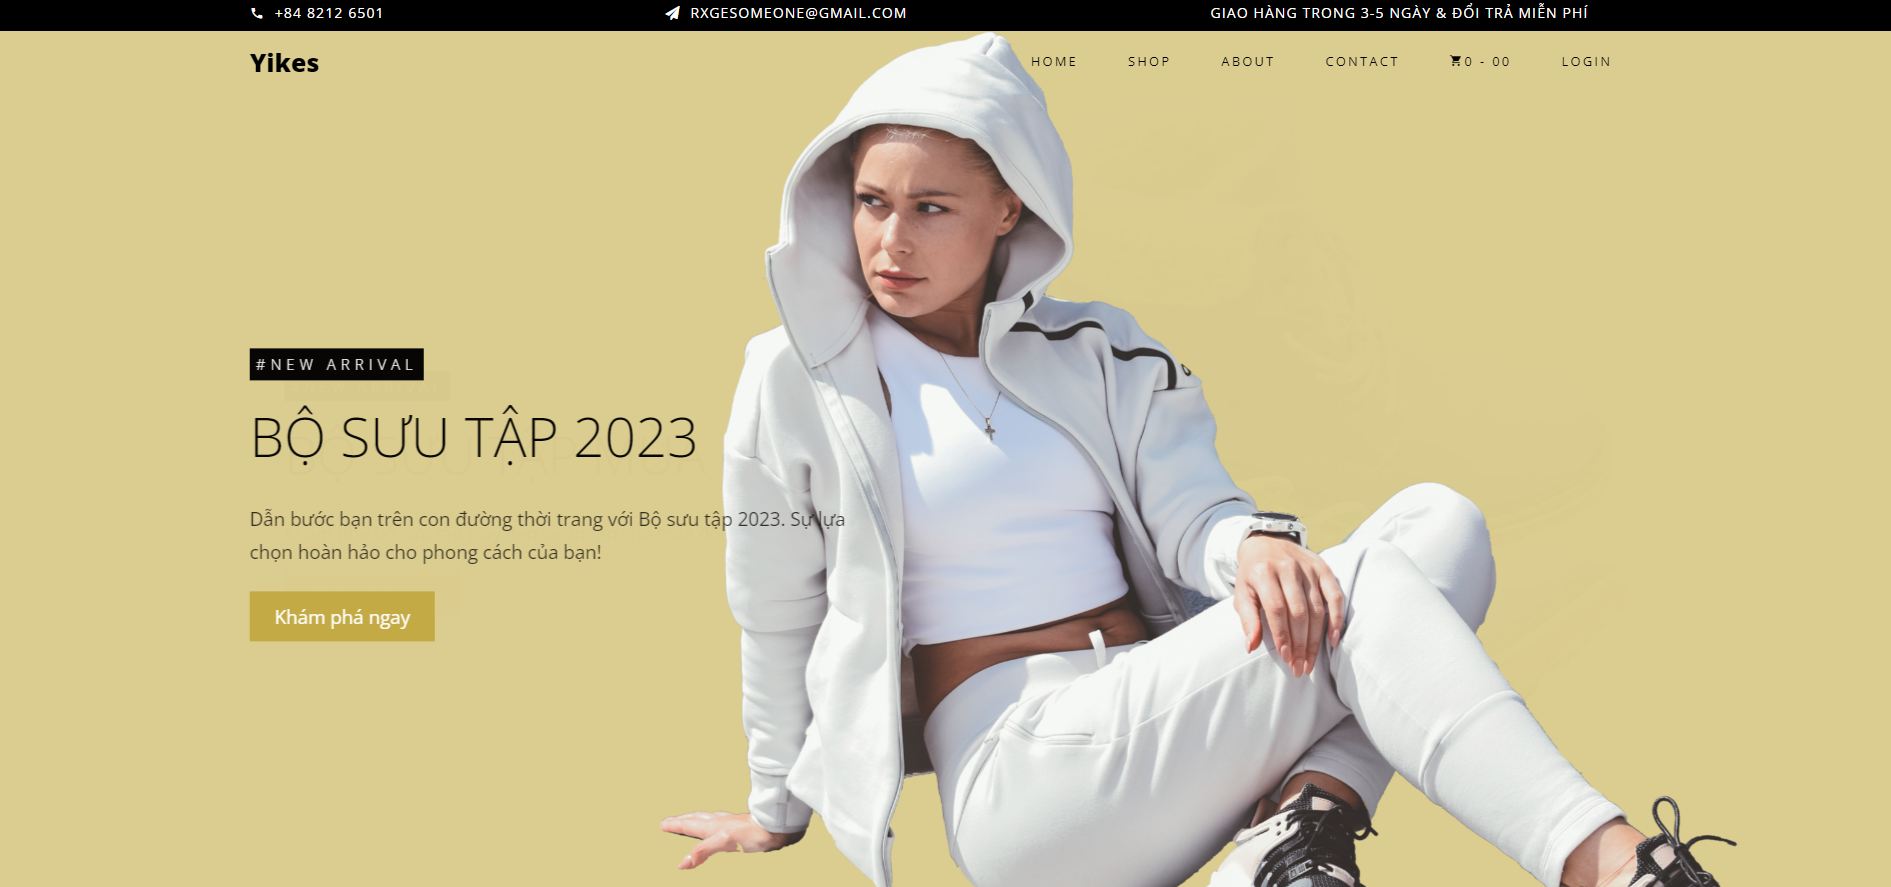 +84 8212 6501
RXGESOMEONE@GMAIL.COM
GIAO HÀNG TRONG 3-5 NGÀY & ĐỔI TRẢ MIỄN PHÍ
Yikes
HOME
SHOP
ABOUT
CONTACT
0 - 00
LOGIN
#NEW ARRIVAL
BỘ SƯU TẬP 2023
Dẫn bước bạn trên con đường thời trang với Bộ sưu tập 2023. Sự lựa
chọn hoàn hảo cho phong cách của bạn!
Khám phá ngay